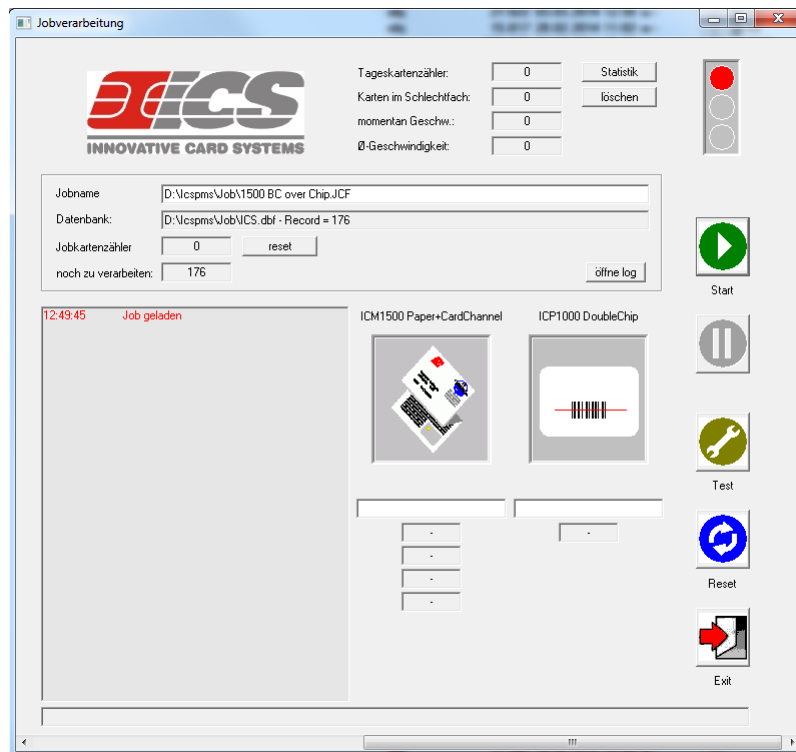 Jobverarbeitung
ICS
INNOVATIVE CARD SYSTEMS
Tageskartenzähler: 0 Statistik
Karten im Schlechtfach: 0 löschen
momentan Geschw.: 0
Ø-Geschwindigkeit: 0
Jobname D:\Icspms\Job\1500 BC over Chip.JCF
Datenbank: D:\Icspms\Job\ICS.dbf - Record = 176
Jobkartenzähler 0 reset
noch zu verarbeiten: 176 öffne log
Start
12:49:45 Job geladen
ICM1500 Paper+CardChannel ICP1000 DoubleChip
- -
-
-
-
Test
Reset
Exit